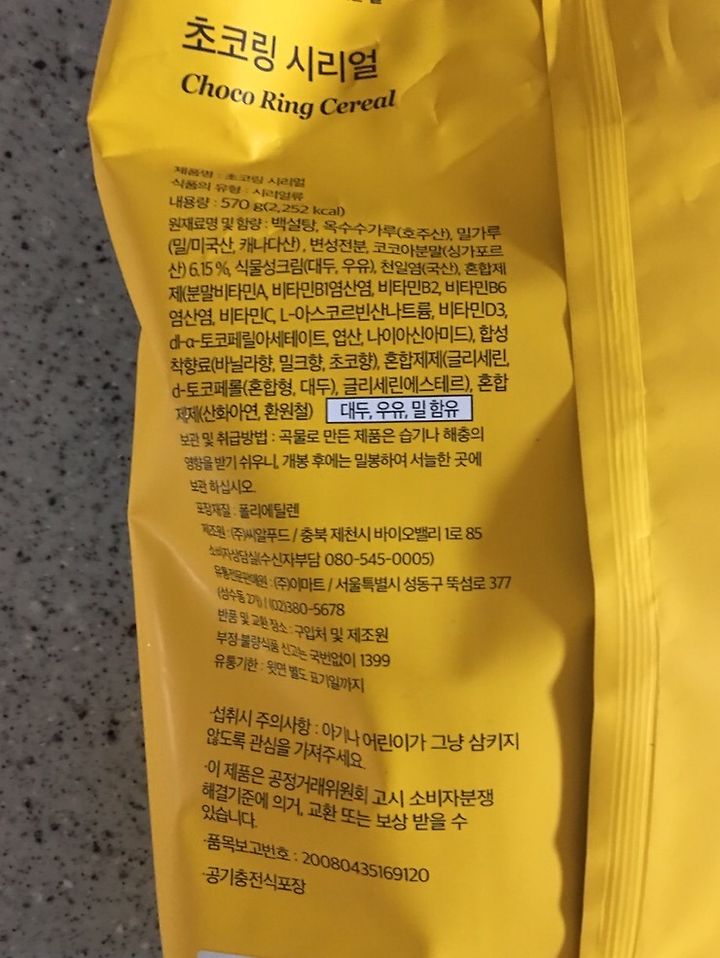 초코링 시리얼
Choco Ring Cereal
제품명 : 초코링 시리얼
식품의 유형 : 시리얼류
내용량 : 570 g(2,252 kcal)
원재료명 및 함량 : 백설탕, 옥수수가루(호주산), 밀가루
(밀/미국산, 캐나다산) , 변성전분, 코코아분말(싱가포르
산) 6.15 %, 식물성크림(대두, 우유), 천일염(국산), 혼합제
제(분말비타민A, 비타민B1염산염, 비타민B2, 비타민B6
염산염, 비타민C, L-아스코르빈산나트륨, 비타민D3,
dl-α-토코페릴아세테이트, 엽산, 나이아신아미드), 합성
착향료(바닐라향, 밀크향, 초코향), 혼합제제(글리세린,
d-토코페롤(혼합형, 대두), 글리세린에스테르), 혼합
제제(산화아연, 환원철) 대두, 우유, 밀 함유
보관 및 취급방법 : 곡물로 만든 제품은 습기나 해충의
영향을 받기 쉬우니, 개봉 후에는 밀봉하여 서늘한 곳에
보관 하십시오.
포장재질 : 폴리에틸렌
제조원 : (주)씨알푸드 / 충북 제천시 바이오밸리 1로 85
소비자상담실(수신자부담 080-545-0005)
유통전문판매원 : (주)이마트 / 서울특별시 성동구 뚝섬로 377
(성수동 2가) / (02)380-5678
반품 및 교환 장소 : 구입처 및 제조원
부정·불량식품 신고는 국번없이 1399
유통기한 : 윗면 별도 표기일까지
·섭취시 주의사항 : 아기나 어린이가 그냥 삼키지
않도록 관심을 가져주세요.
·이 제품은 공정거래위원회 고시 소비자분쟁
해결기준에 의거, 교환 또는 보상 받을 수
있습니다.
·품목보고번호 : 20080435169120
·공기충전식포장